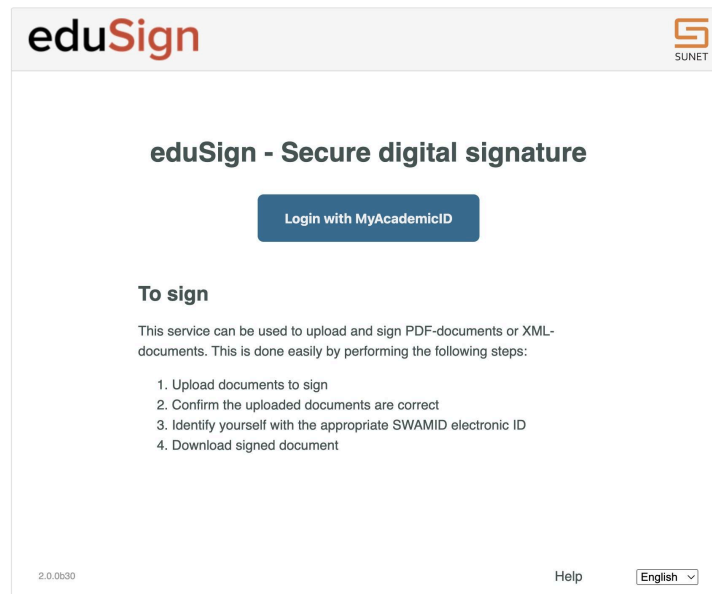 eduSign
SUNET
eduSign - Secure digital signature
Login with MyAcademicID
To sign
This service can be used to upload and sign PDF-documents or XML-
documents. This is done easily by performing the following steps:
1. Upload documents to sign
2. Confirm the uploaded documents are correct
3. Identify yourself with the appropriate SWAMID electronic ID
4. Download signed document
2.0.0b30
Help
English